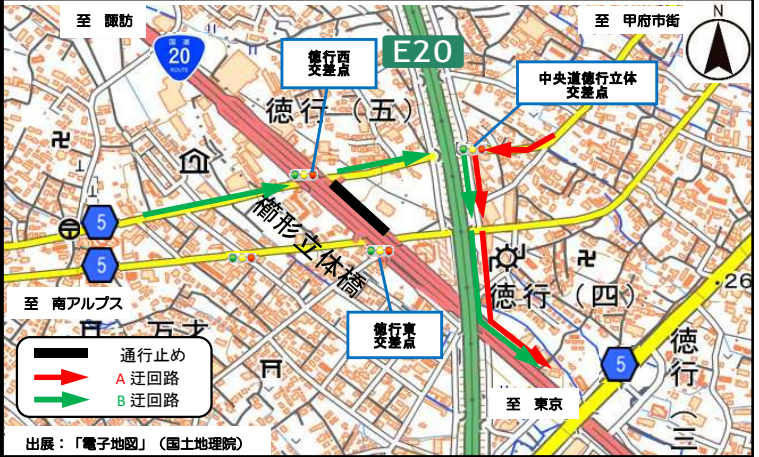 至 諏訪
国道
20
ROUTE
徳行西
交差点
E20
至 甲府市街
N
中央道徳行立体
交差点
徳行(五)
5
5
櫛形立体橋
至 南アルプス
万才
徳行(四)
・26
徳行東
交差点
5
徳行(三
至 東京
通行止め
A 迂回路
B 迂回路
出展:「電子地図」(国土地理院)